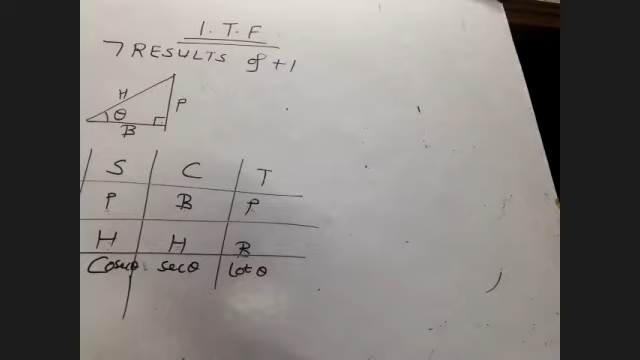 I.T.F
7 RESULTS of +1
H
P
θ
B
S C T
P B P
H H B
Cosecθ secθ Cotθ